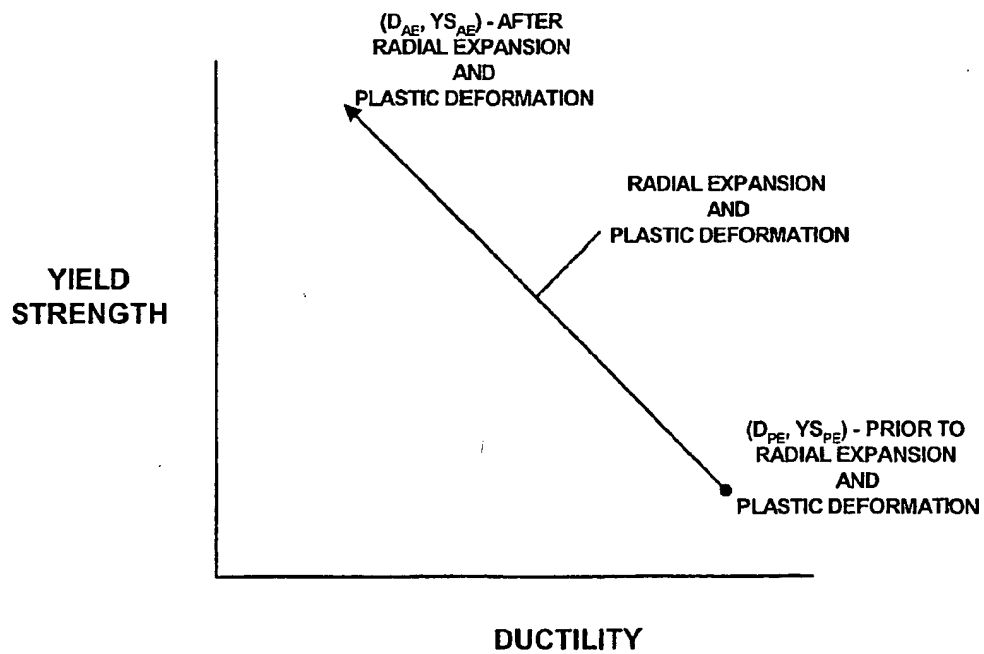 (D_AE, YS_AE) - AFTER
RADIAL EXPANSION
AND
PLASTIC DEFORMATION
RADIAL EXPANSION
AND
PLASTIC DEFORMATION
YIELD
STRENGTH
(D_PE, YS_PE) - PRIOR TO
RADIAL EXPANSION
AND
PLASTIC DEFORMATION
DUCTILITY